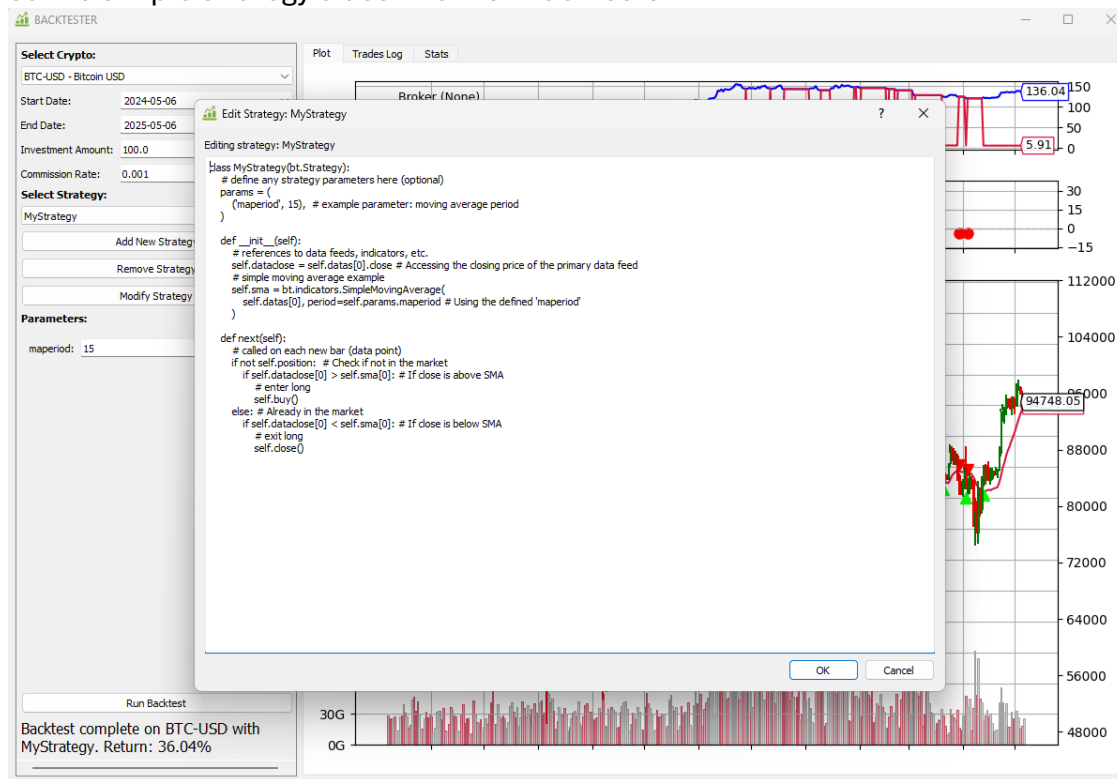 BACKTESTER
Select Crypto:
BTC-USD - Bitcoin USD
Start Date: 2024-05-06
End Date: 2025-05-06
Investment Amount: 100.0
Commission Rate: 0.001
Select Strategy:
MyStrategy
Add New Strategy
Remove Strategy
Modify Strategy
Parameters:
maperiod: 15
Run Backtest
Backtest complete on BTC-USD with
MyStrategy. Return: 36.04%
Plot Trades Log Stats
Broker (None)
Edit Strategy: MyStrategy
? 
Editing strategy: MyStrategy
class MyStrategy(bt.Strategy):
# define any strategy parameters here (optional)
params = (
('maperiod', 15), # example parameter: moving average period
)
def __init__(self):
# references to data feeds, indicators, etc.
self.dataclose = self.datas[0].close # Accessing the closing price of the primary data feed
# simple moving average example
self.sma = bt.indicators.SimpleMovingAverage(
self.datas[0], period=self.params.maperiod # Using the defined 'maperiod'
)
def next(self):
# called on each new bar (data point)
if not self.position: # Check if not in the market
if self.dataclose[0] > self.sma[0]: # If close is above SMA
# enter long
self.buy()
else: # Already in the market
if self.dataclose[0] < self.sma[0]: # If close is below SMA
# exit long
self.close()
OK Cancel
136.04
150
100
50
5.91
0
30
15
0
−15
112000
104000
96000
94748.05
88000
80000
72000
64000
56000
48000
30G
0G